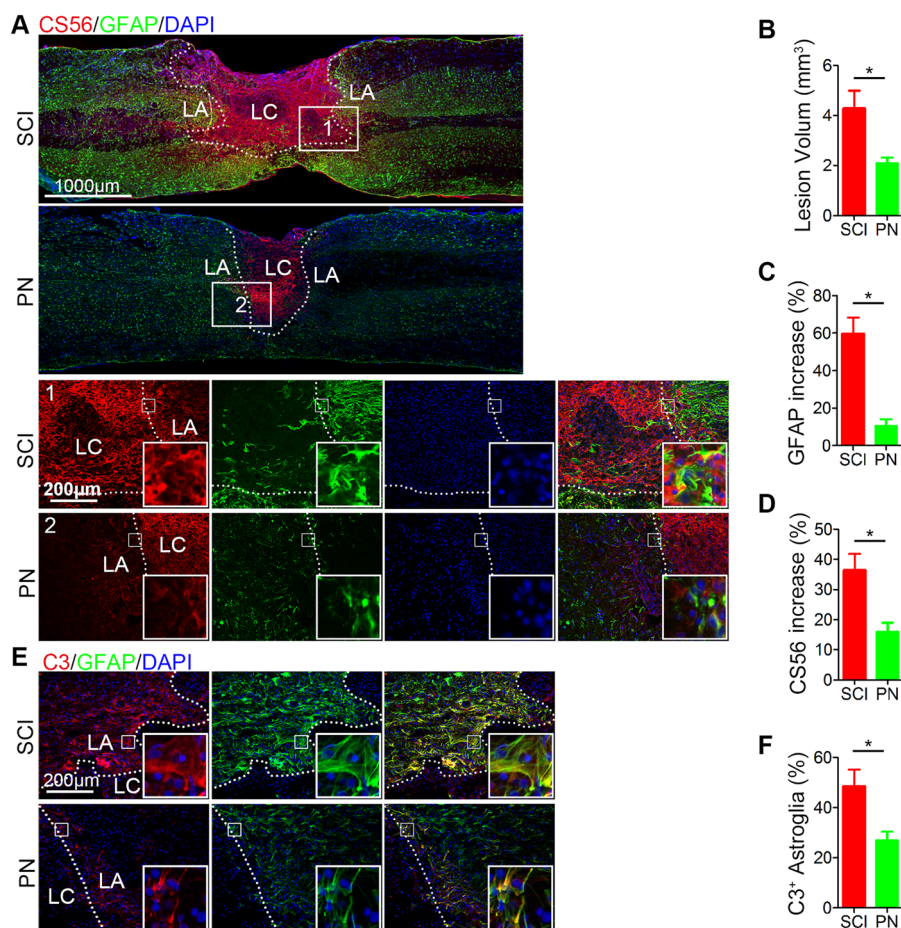 A
CS56/GFAP/DAPI
SCI
LA
LC
LA
1
1000μm
PN
LA
LC
LA
2
1
SCI
LC
LA
200μm
2
PN
LA
LC
E
C3/GFAP/DAPI
SCI
LA
LC
200μm
PN
LC
LA
B
Lesion Volum (mm³)
6
4
2
0
SCI PN
*
C
GFAP increase (%)
80
60
40
20
0
SCI PN
*
D
CS56 increase (%)
50
40
30
20
10
0
SCI PN
*
F
C3⁺ Astroglia (%)
60
40
20
0
SCI PN
*